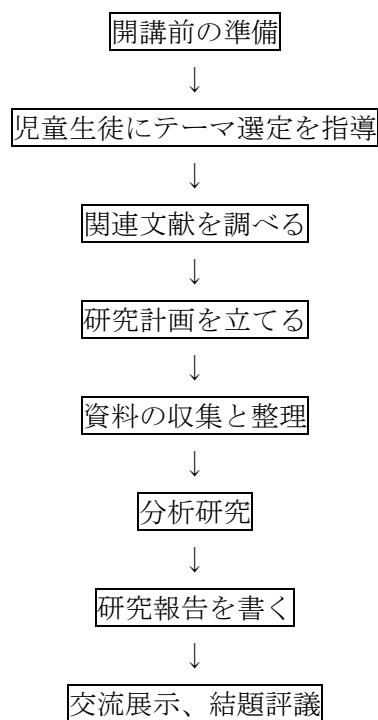 開講前の準備
↓
児童生徒にテーマ選定を指導
↓
関連文献を調べる
↓
研究計画を立てる
↓
資料の収集と整理
↓
分析研究
↓
研究報告を書く
↓
交流展示、結題評議